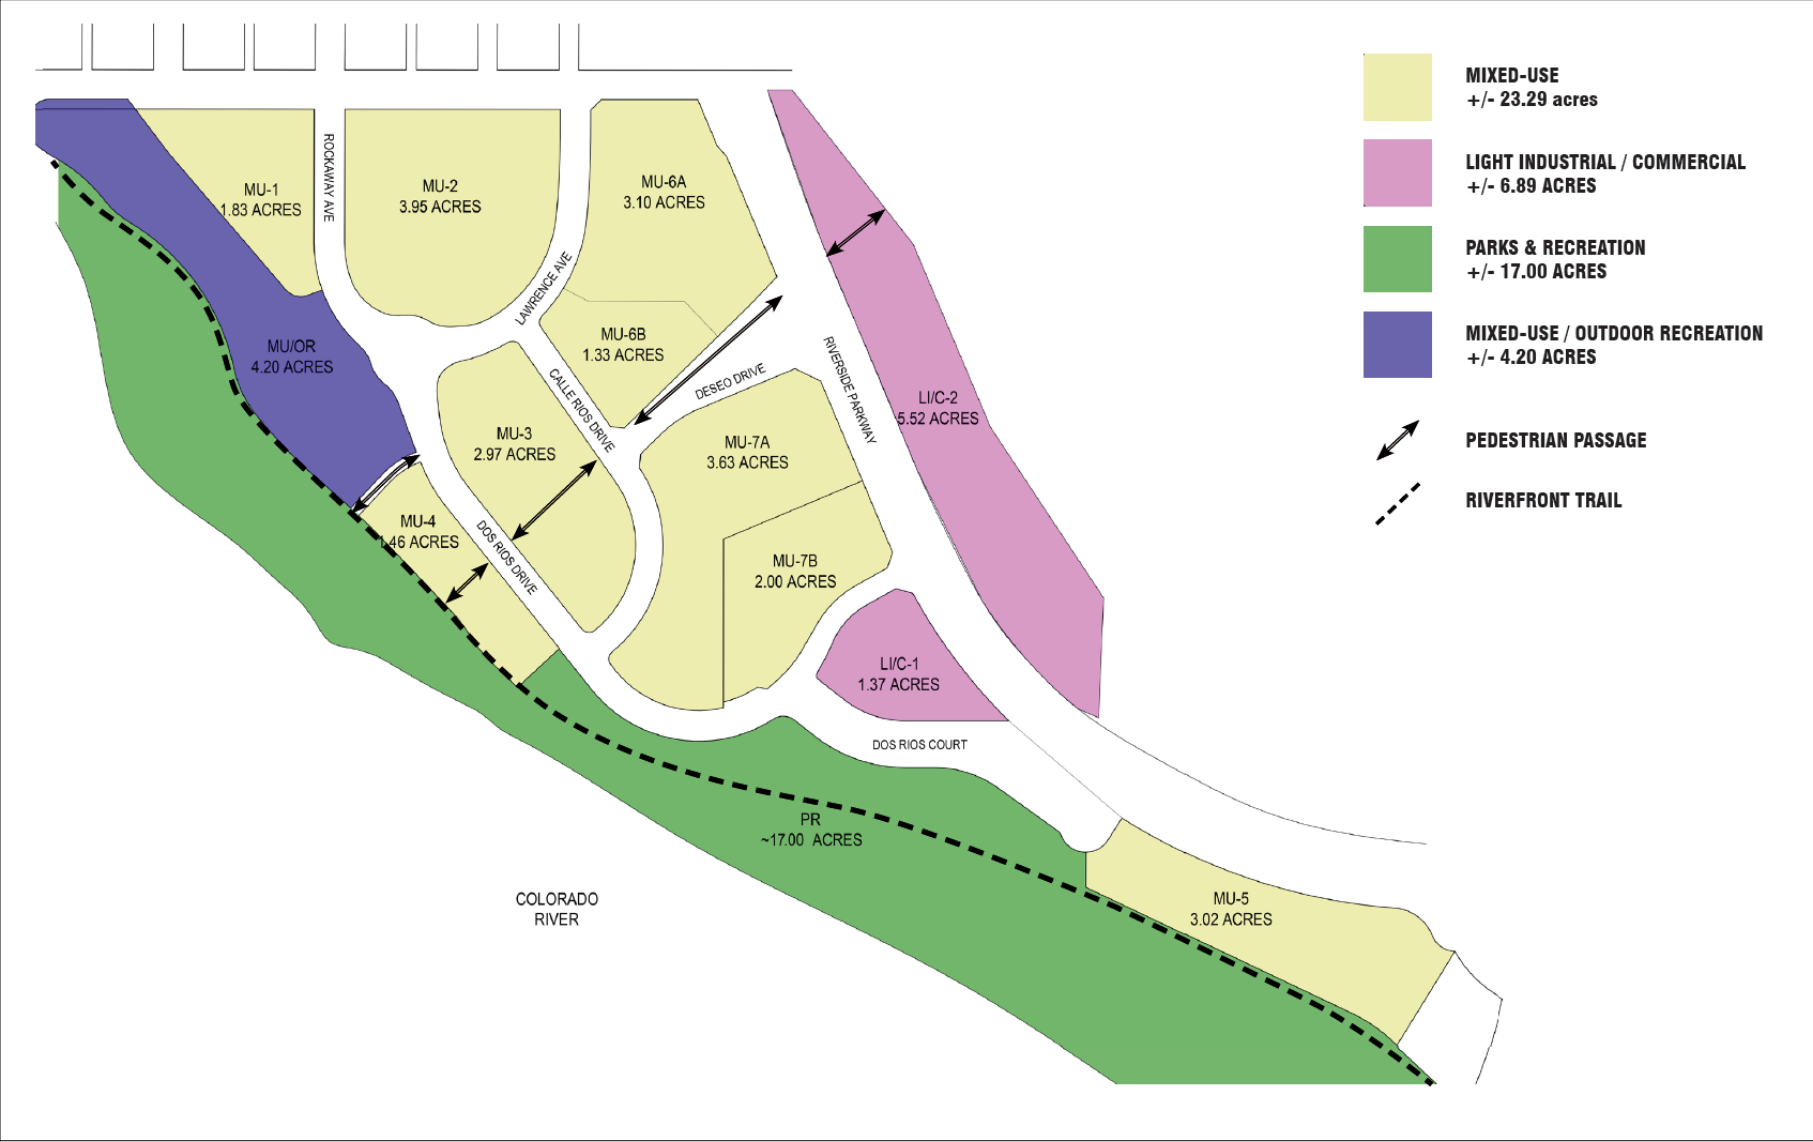 MIXED-USE
+/- 23.29 acres
LIGHT INDUSTRIAL / COMMERCIAL
+/- 6.89 ACRES
PARKS & RECREATION
+/- 17.00 ACRES
MIXED-USE / OUTDOOR RECREATION
+/- 4.20 ACRES
PEDESTRIAN PASSAGE
RIVERFRONT TRAIL
MU-1
1.83 ACRES
ROCKAWAY AVE
MU-2
3.95 ACRES
MU-6A
3.10 ACRES
LAWRENCE AVE
MU-6B
1.33 ACRES
MU/OR
4.20 ACRES
CALLE RIOS DRIVE
DESEO DRIVE
RIVERSIDE PARKWAY
LI/C-2
5.52 ACRES
MU-3
2.97 ACRES
MU-7A
3.63 ACRES
MU-4
1.46 ACRES
DOS RIOS DRIVE
MU-7B
2.00 ACRES
LI/C-1
1.37 ACRES
DOS RIOS COURT
PR
~17.00 ACRES
COLORADO
RIVER
MU-5
3.02 ACRES